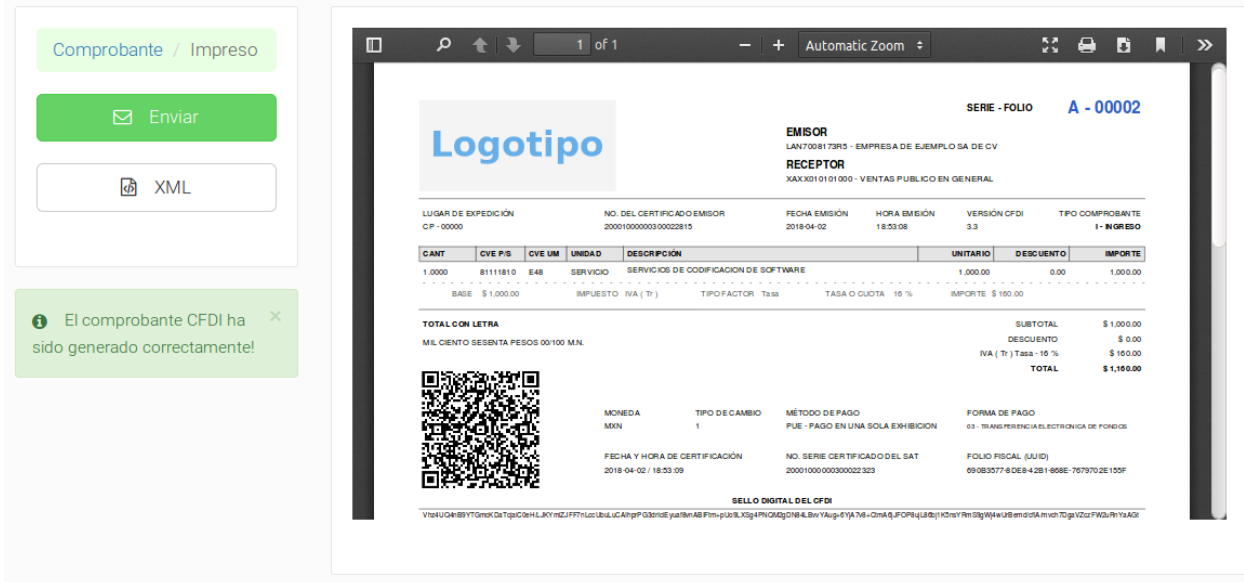 Comprobante / Impreso
Enviar
XML
El comprobante CFDI ha
sido generado correctamente!
1 of 1
Automatic Zoom
Logotipo
SERIE - FOLIO A - 00002
EMISOR
LAN7008173R5 - EMPRESA DE EJEMPLO SA DE CV
RECEPTOR
XAXX010101000 - VENTAS PUBLICO EN GENERAL
LUGAR DE EXPEDICIÓN NO. DEL CERTIFICADO EMISOR FECHA EMISIÓN HORA EMISIÓN VERSIÓN CFDI TIPO COMPROBANTE
CP - 00000 20001000000300022815 2018-04-02 18:53:08 3.3 I - INGRESO
CANT CVE P/S CVE UM UNIDAD DESCRIPCIÓN UNITARIO DESCUENTO IMPORTE
1.0000 81111810 E48 SERVICIO SERVICIOS DE CODIFICACION DE SOFTWARE 1,000.00 0.00 1,000.00
BASE $ 1,000.00 IMPUESTO IVA ( Tr ) TIPO FACTOR Tasa TASA O CUOTA 16 % IMPORTE $ 160.00
TOTAL CON LETRA
MIL CIENTO SESENTA PESOS 00/100 M.N.
SUBTOTAL $ 1,000.00
DESCUENTO $ 0.00
IVA ( Tr ) Tasa - 16 % $ 160.00
TOTAL $ 1,160.00
MONEDA TIPO DE CAMBIO MÉTODO DE PAGO FORMA DE PAGO
MXN 1 PUE - PAGO EN UNA SOLA EXHIBICION 03 - TRANSFERENCIA ELECTRONICA DE FONDOS
FECHA Y HORA DE CERTIFICACIÓN NO. SERIE CERTIFICADO DEL SAT FOLIO FISCAL (UUID)
2018-04-02 / 18:53:09 20001000000300022323 690B3577-8DE8-42B1-868E-7679702E155F
SELLO DIGITAL DEL CFDI